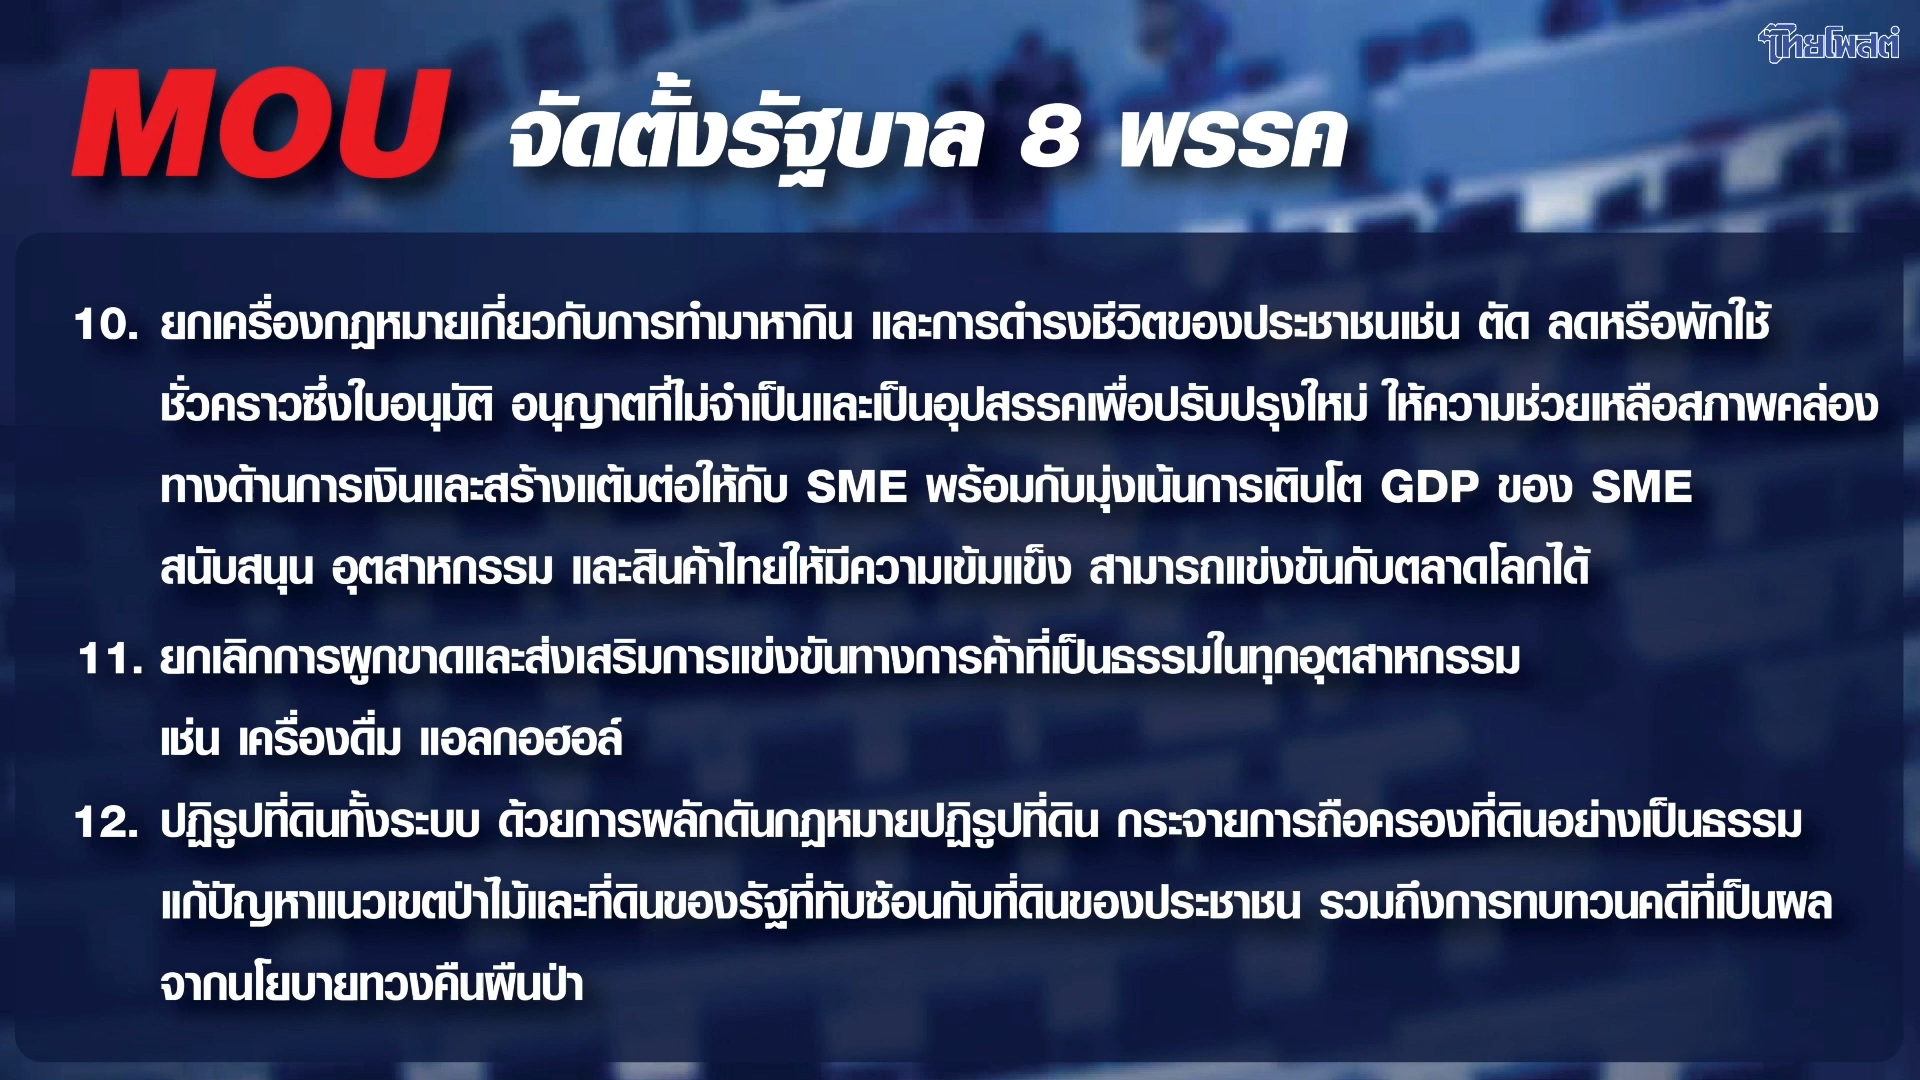 ไทยโพสต์
MOU จัดตั้งรัฐบาล 8 พรรค
10. ยกเครื่องกฎหมายเกี่ยวกับการทำมาหากิน และการดำรงชีวิตของประชาชนเช่น ตัด ลดหรือพักใช้
ชั่วคราวซึ่งใบอนุมัติ อนุญาตที่ไม่จำเป็นและเป็นอุปสรรคเพื่อปรับปรุงใหม่ ให้ความช่วยเหลือสภาพคล่อง
ทางด้านการเงินและสร้างแต้มต่อให้กับ SME พร้อมกับมุ่งเน้นการเติบโต GDP ของ SME
สนับสนุน อุตสาหกรรม และสินค้าไทยให้มีความเข้มแข็ง สามารถแข่งขันกับตลาดโลกได้
11. ยกเลิกการผูกขาดและส่งเสริมการแข่งขันทางการค้าที่เป็นธรรมในทุกอุตสาหกรรม
เช่น เครื่องดื่ม แอลกอฮอล์
12. ปฏิรูปที่ดินทั้งระบบ ด้วยการผลักดันกฎหมายปฏิรูปที่ดิน กระจายการถือครองที่ดินอย่างเป็นธรรม
แก้ปัญหาแนวเขตป่าไม้และที่ดินของรัฐที่ทับซ้อนกับที่ดินของประชาชน รวมถึงการทบทวนคดีที่เป็นผล
จากนโยบายทวงคืนผืนป่า